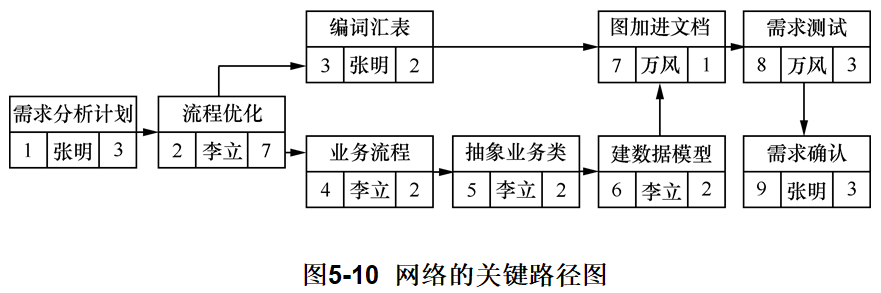 编词汇表
3 张明 2
图加进文档
7 万风 1
需求测试
8 万风 3
需求分析计划
1 张明 3
流程优化
2 李立 7
业务流程
4 李立 2
抽象业务类
5 李立 2
建数据模型
6 李立 2
需求确认
9 张明 3
图5-10 网络的关键路径图